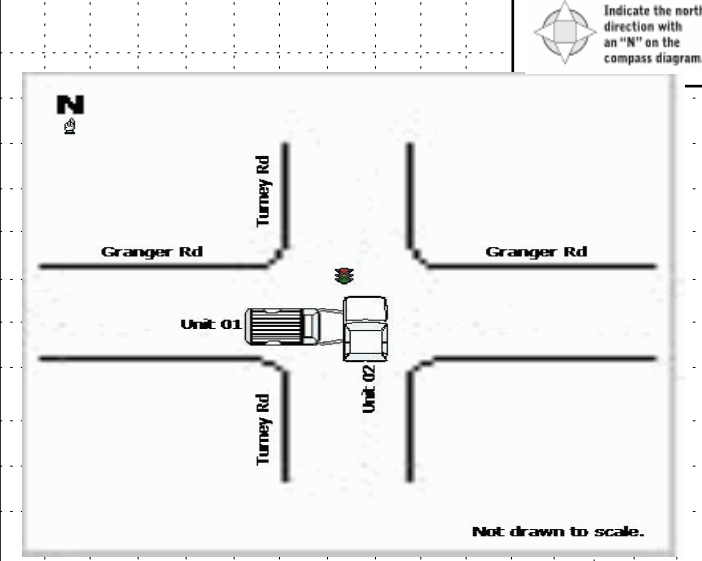 Indicate the north
direction with
an “N” on the
compass diagram.
N
Turney Rd
Granger Rd
Granger Rd
Unit 01
Unit 02
Turney Rd
Not drawn to scale.